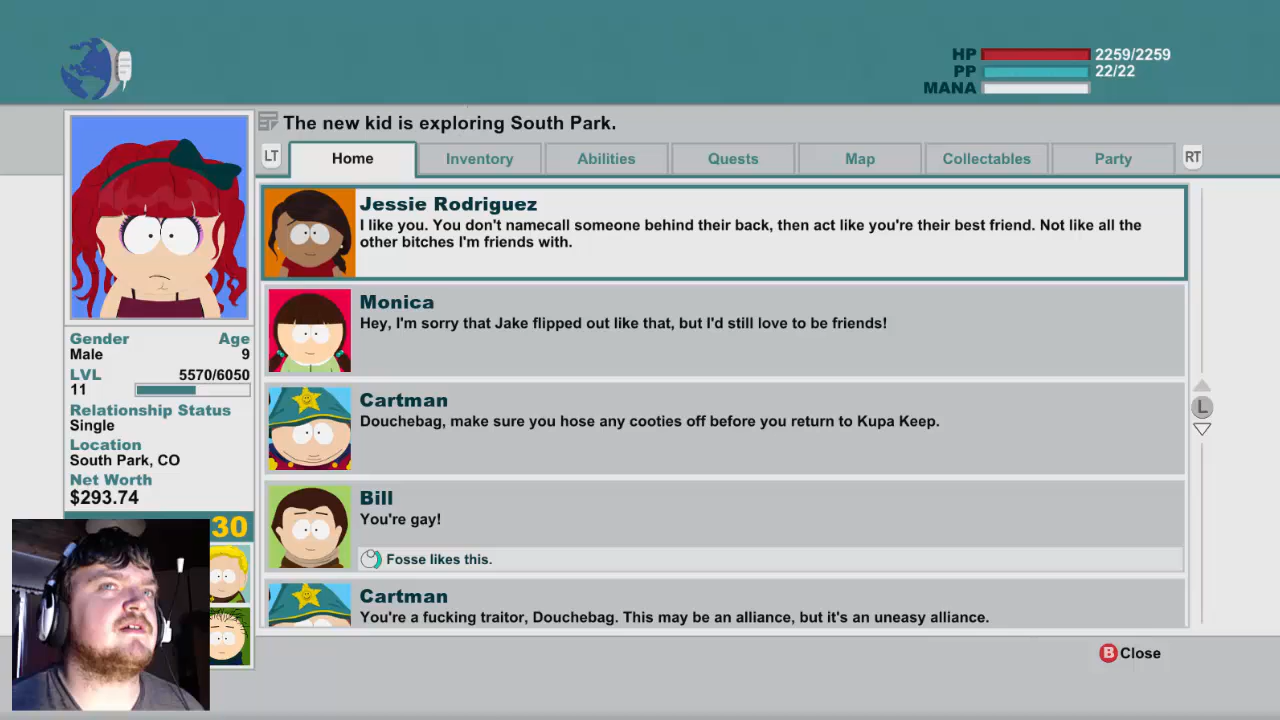 HP 2259/2259
PP 22/22
MANA
The new kid is exploring South Park.
LT Home Inventory Abilities Quests Map Collectables Party RT
Gender Age
Male 9
LVL 5570/6050
11
Relationship Status
Single
Location
South Park, CO
Net Worth
$293.74
30
Jessie Rodriguez
I like you. You don't namecall someone behind their back, then act like you're their best friend. Not like all the
other bitches I'm friends with.
Monica
Hey, I'm sorry that Jake flipped out like that, but I'd still love to be friends!
Cartman
Douchebag, make sure you hose any cooties off before you return to Kupa Keep.
Bill
You're gay!
Fosse likes this.
Cartman
You're a fucking traitor, Douchebag. This may be an alliance, but it's an uneasy alliance.
L
B Close